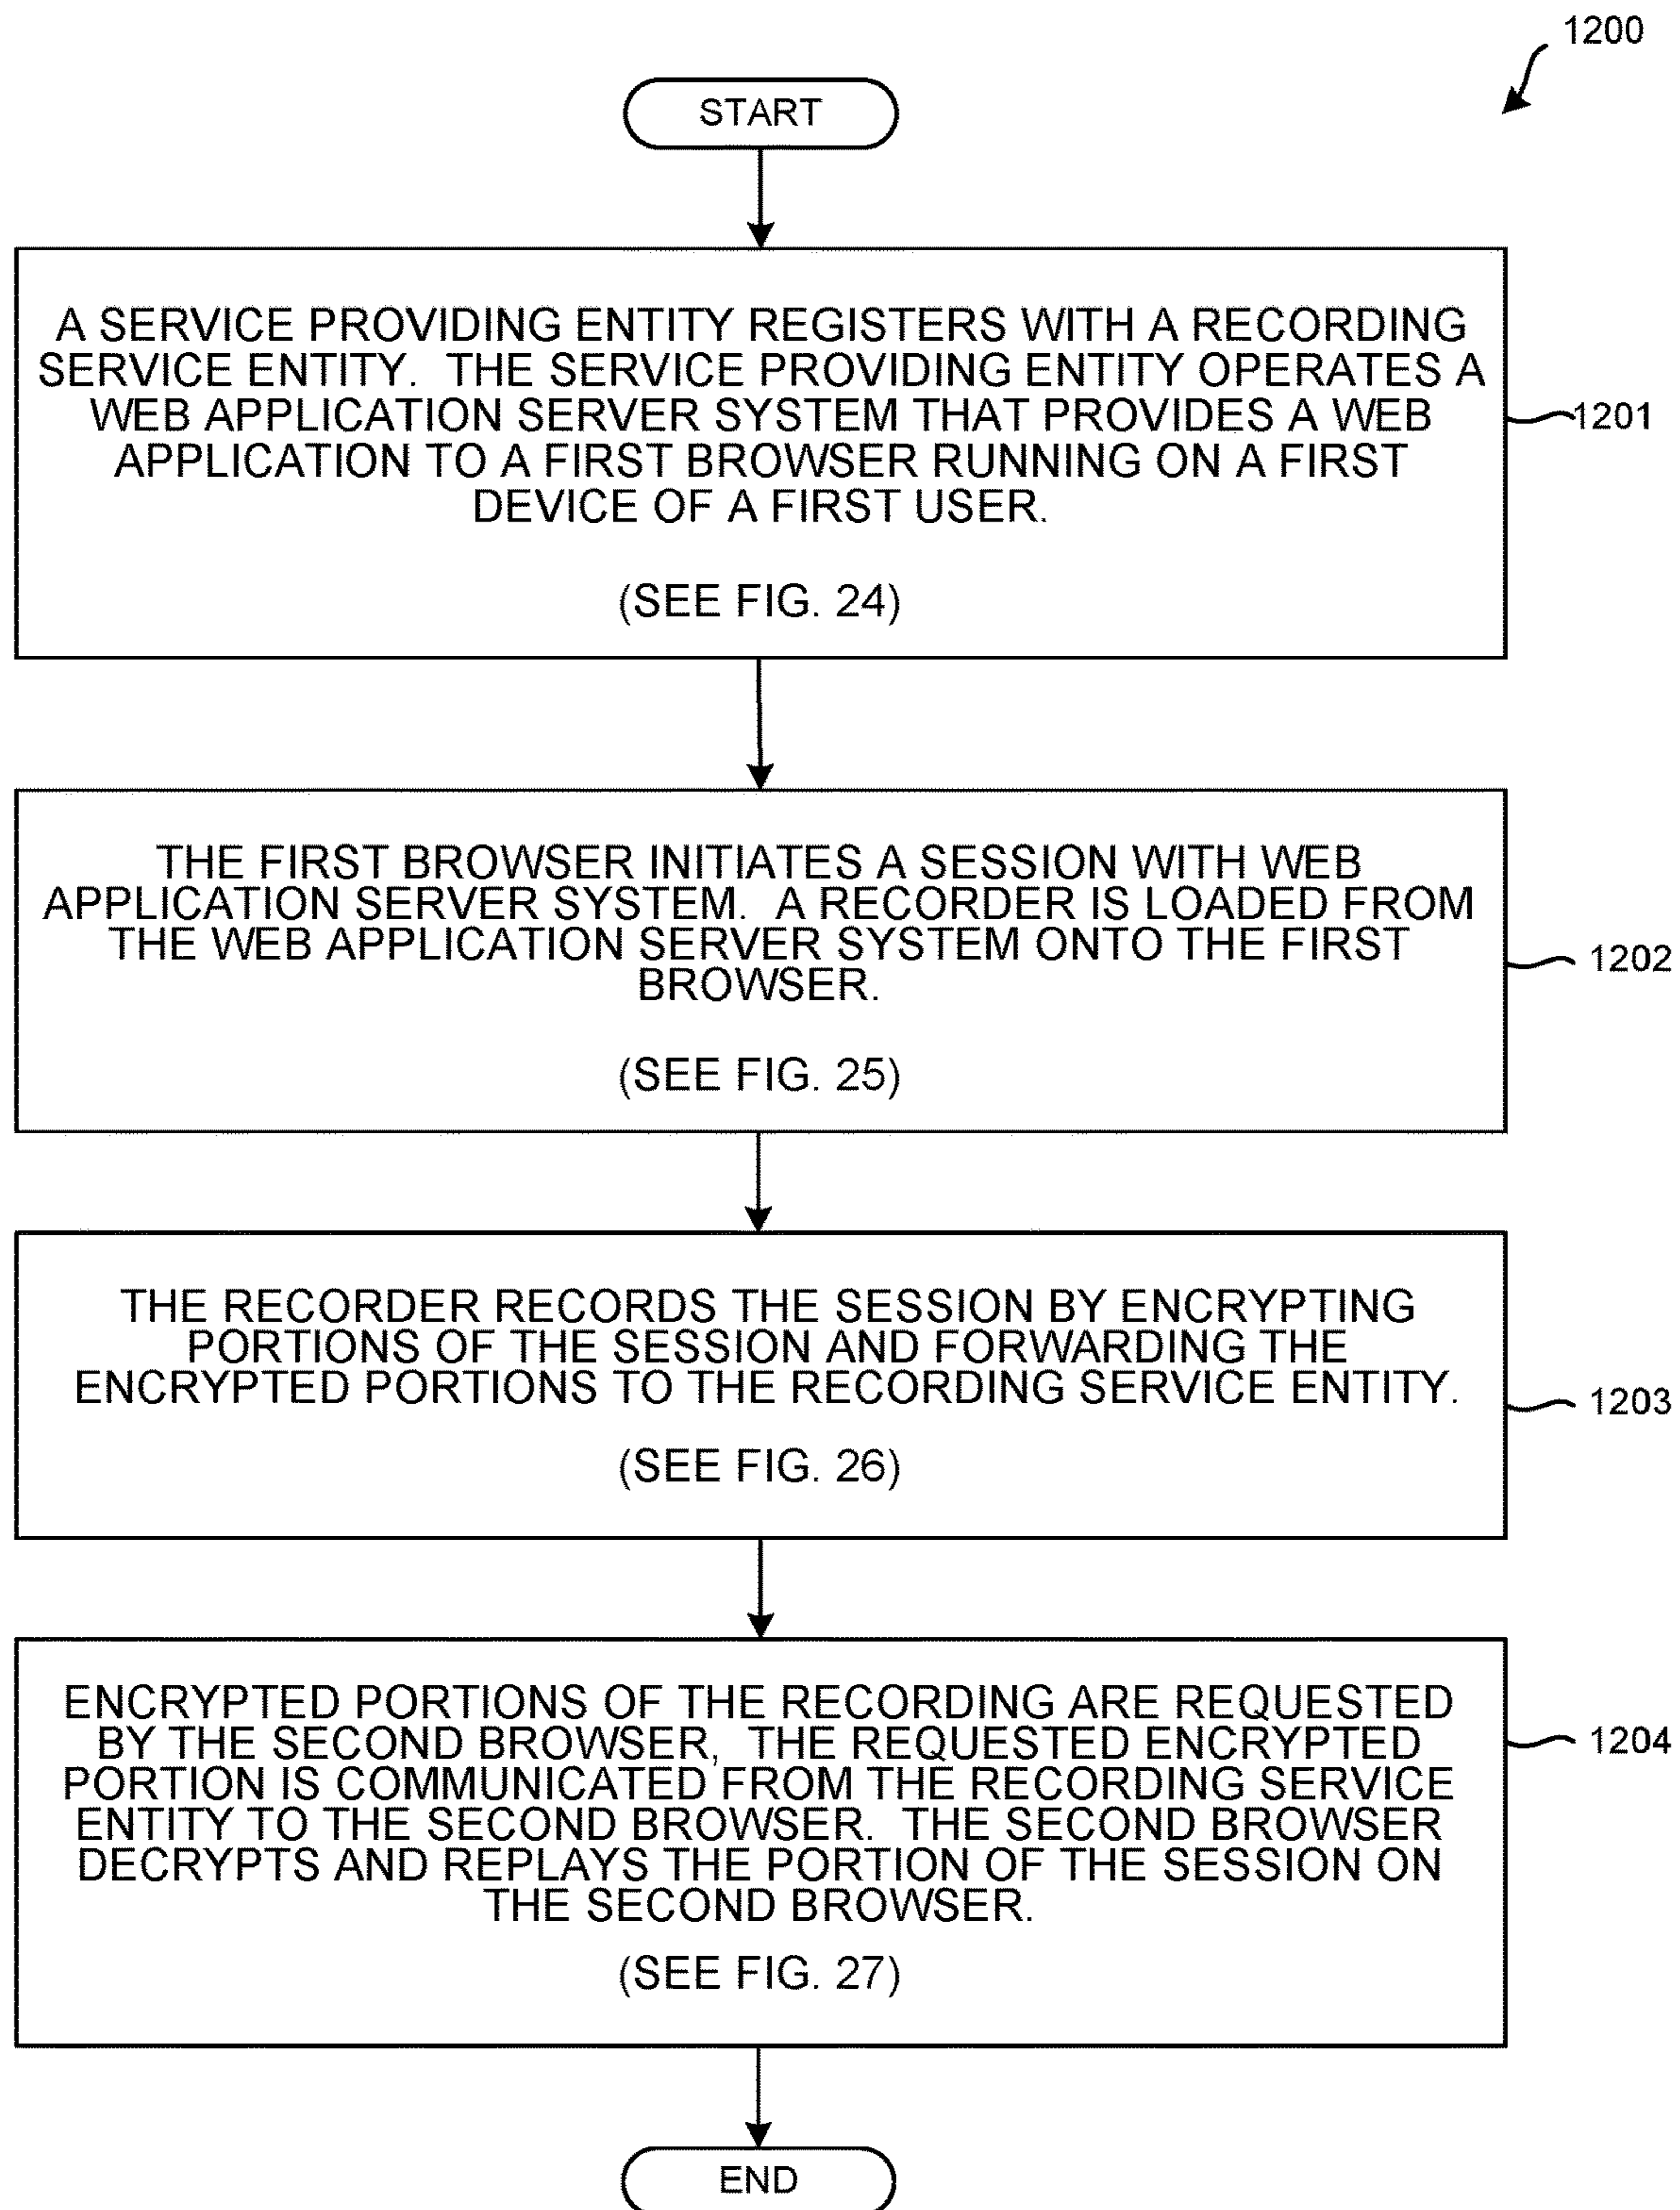 1200
START
A SERVICE PROVIDING ENTITY REGISTERS WITH A RECORDING
SERVICE ENTITY. THE SERVICE PROVIDING ENTITY OPERATES A
WEB APPLICATION SERVER SYSTEM THAT PROVIDES A WEB
APPLICATION TO A FIRST BROWSER RUNNING ON A FIRST
DEVICE OF A FIRST USER.
(SEE FIG. 24)
1201
THE FIRST BROWSER INITIATES A SESSION WITH WEB
APPLICATION SERVER SYSTEM. A RECORDER IS LOADED FROM
THE WEB APPLICATION SERVER SYSTEM ONTO THE FIRST
BROWSER.
(SEE FIG. 25)
1202
THE RECORDER RECORDS THE SESSION BY ENCRYPTING
PORTIONS OF THE SESSION AND FORWARDING THE
ENCRYPTED PORTIONS TO THE RECORDING SERVICE ENTITY.
(SEE FIG. 26)
1203
ENCRYPTED PORTIONS OF THE RECORDING ARE REQUESTED
BY THE SECOND BROWSER, THE REQUESTED ENCRYPTED
PORTION IS COMMUNICATED FROM THE RECORDING SERVICE
ENTITY TO THE SECOND BROWSER. THE SECOND BROWSER
DECRYPTS AND REPLAYS THE PORTION OF THE SESSION ON
THE SECOND BROWSER.
(SEE FIG. 27)
1204
END